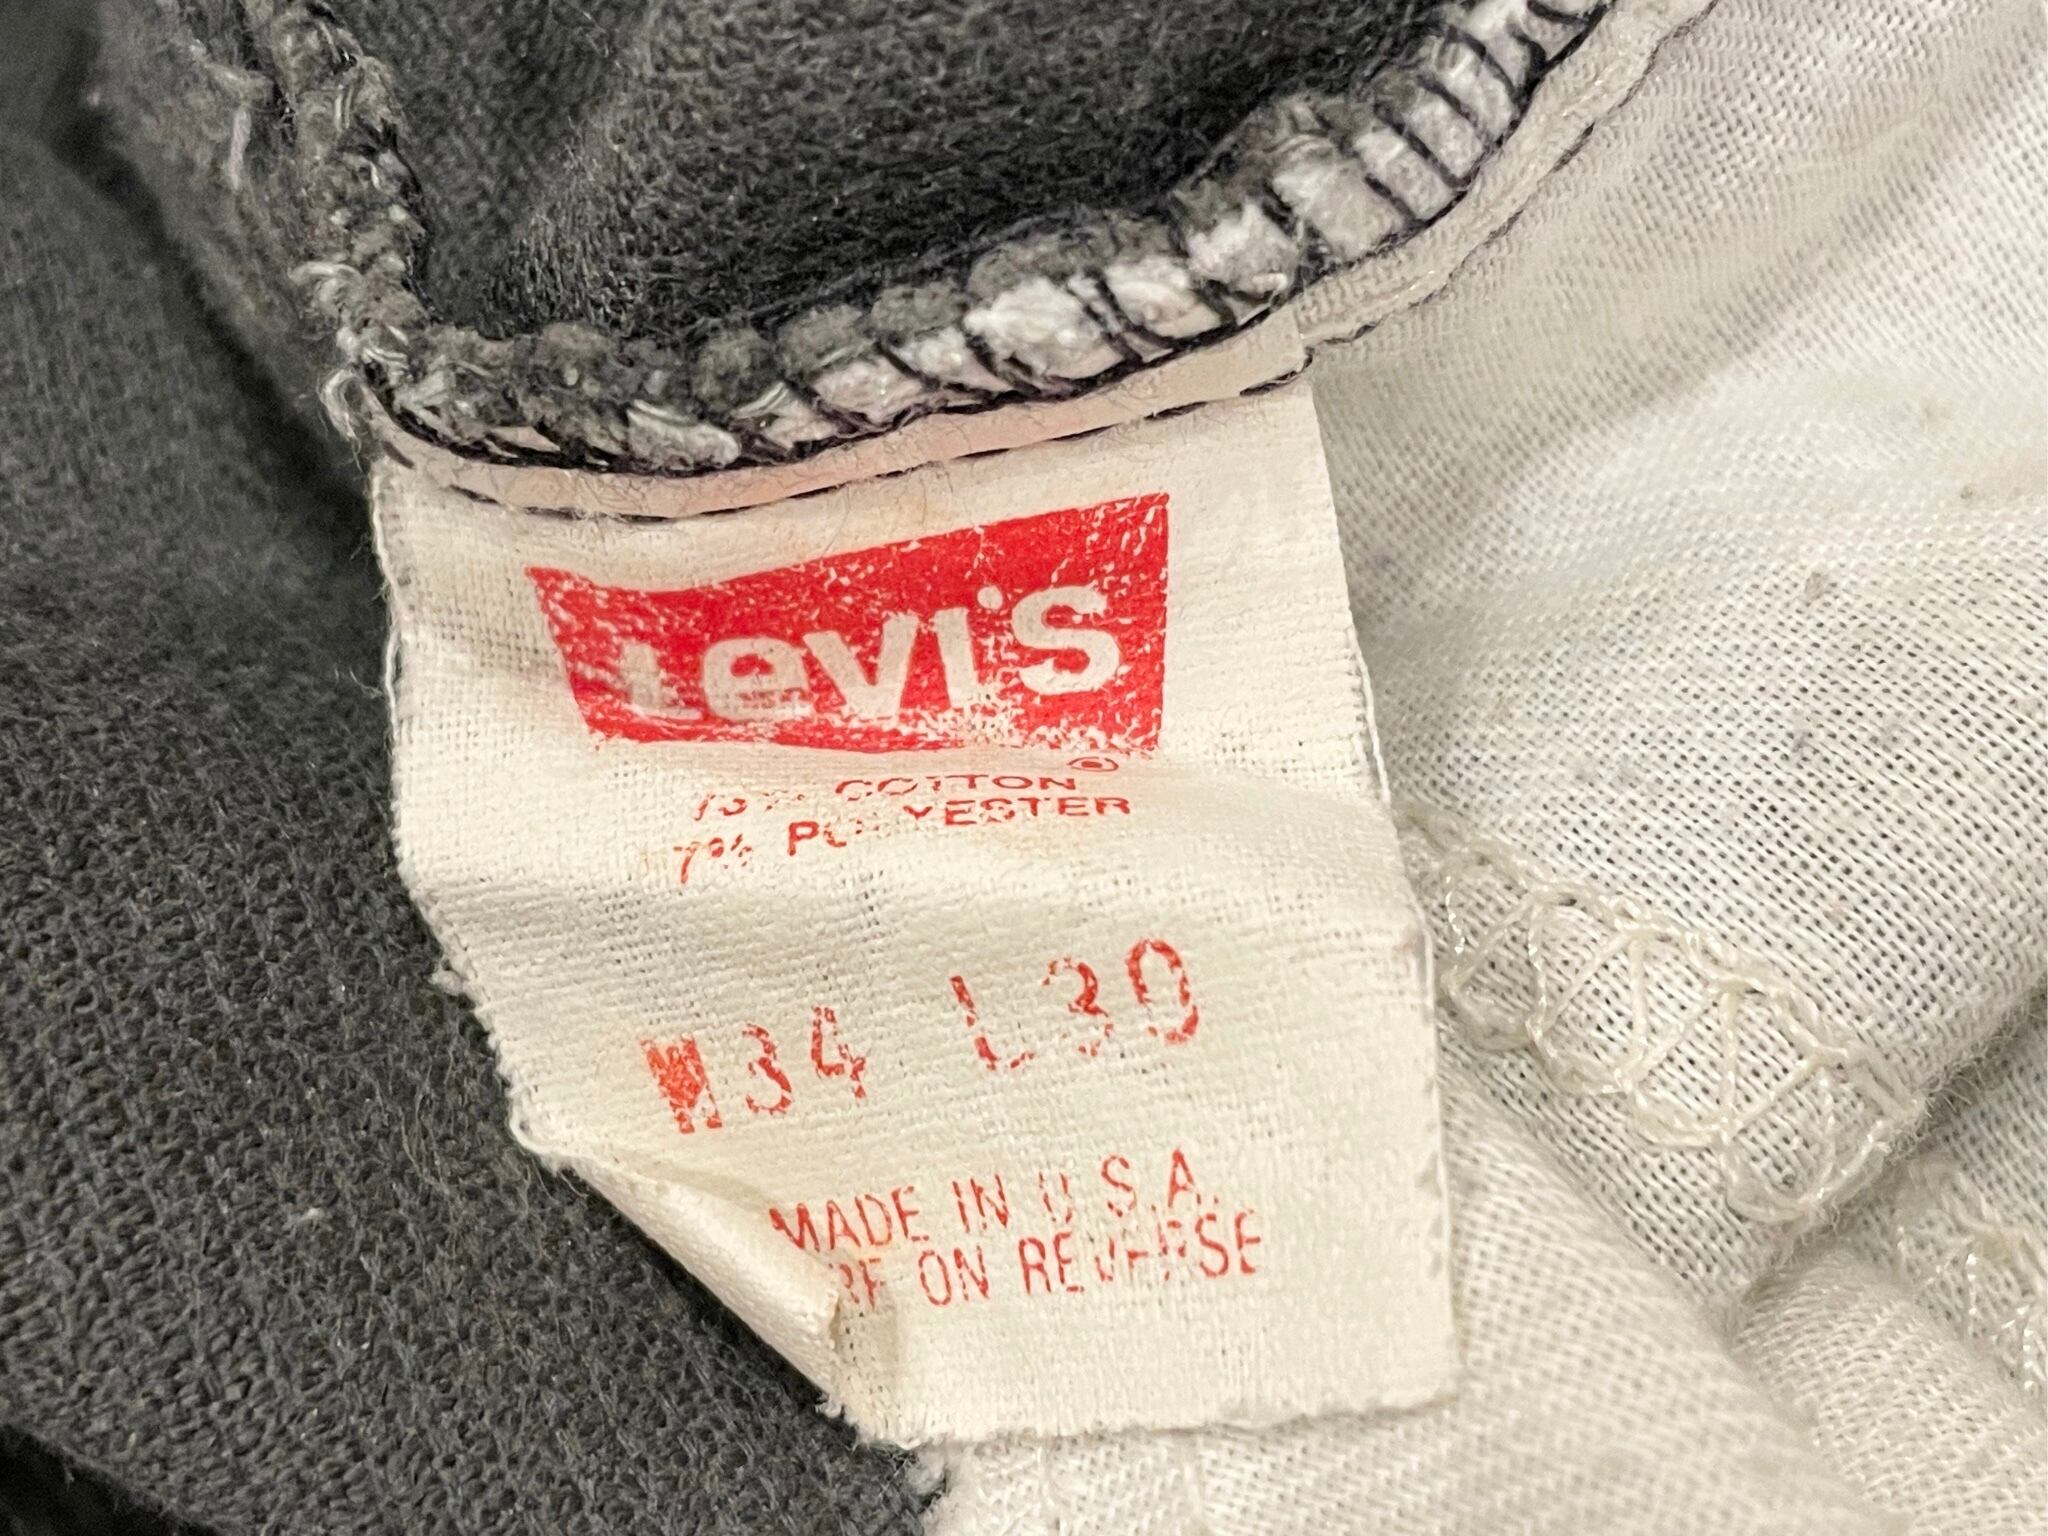 Levi's
®
COTTON
POLYESTER
W34 L30
MADE IN U.S.A.
ON REVERSE